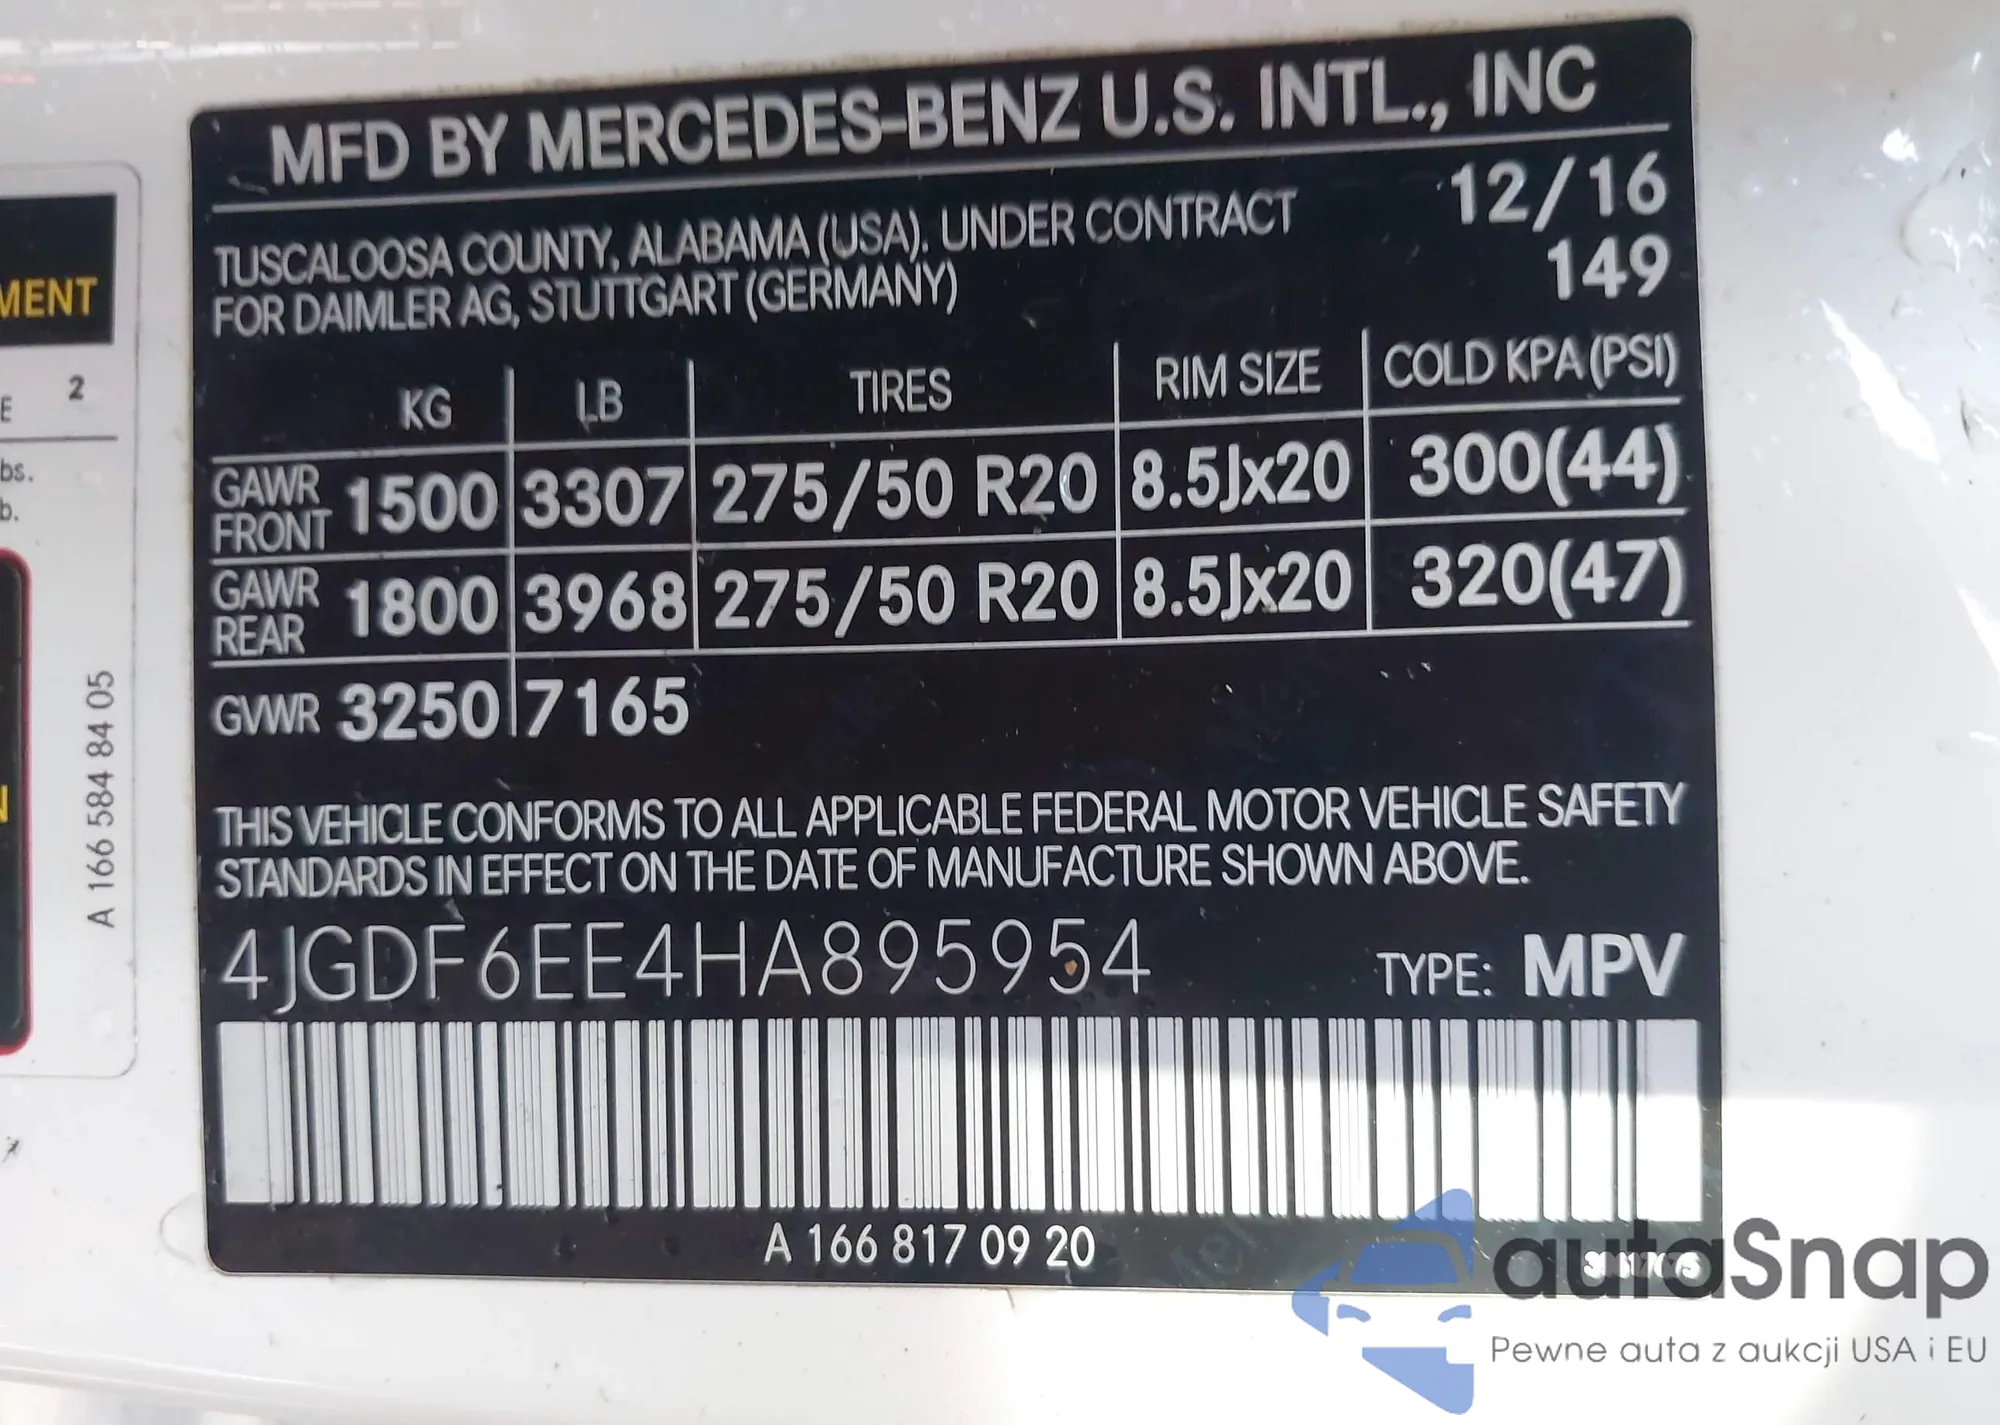 MFD BY MERCEDES-BENZ U.S. INTL., INC
TUSCALOOSA COUNTY, ALABAMA (USA). UNDER CONTRACT
FOR DAIMLER AG, STUTTGART (GERMANY)
12/16
149
KG LB TIRES RIM SIZE COLD KPA (PSI)
GAWR FRONT 1500 3307 275/50 R20 8.5Jx20 300(44)
GAWR REAR 1800 3968 275/50 R20 8.5Jx20 320(47)
GVWR 3250 7165
THIS VEHICLE CONFORMS TO ALL APPLICABLE FEDERAL MOTOR VEHICLE SAFETY
STANDARDS IN EFFECT ON THE DATE OF MANUFACTURE SHOWN ABOVE.
4JGDF6EE4HA895954 TYPE: MPV
A 166 817 09 20
MENT
2
E
bs.
b.
N
A 166 584 84 05
autaSnap
Pewne auta z aukcji USA i EU